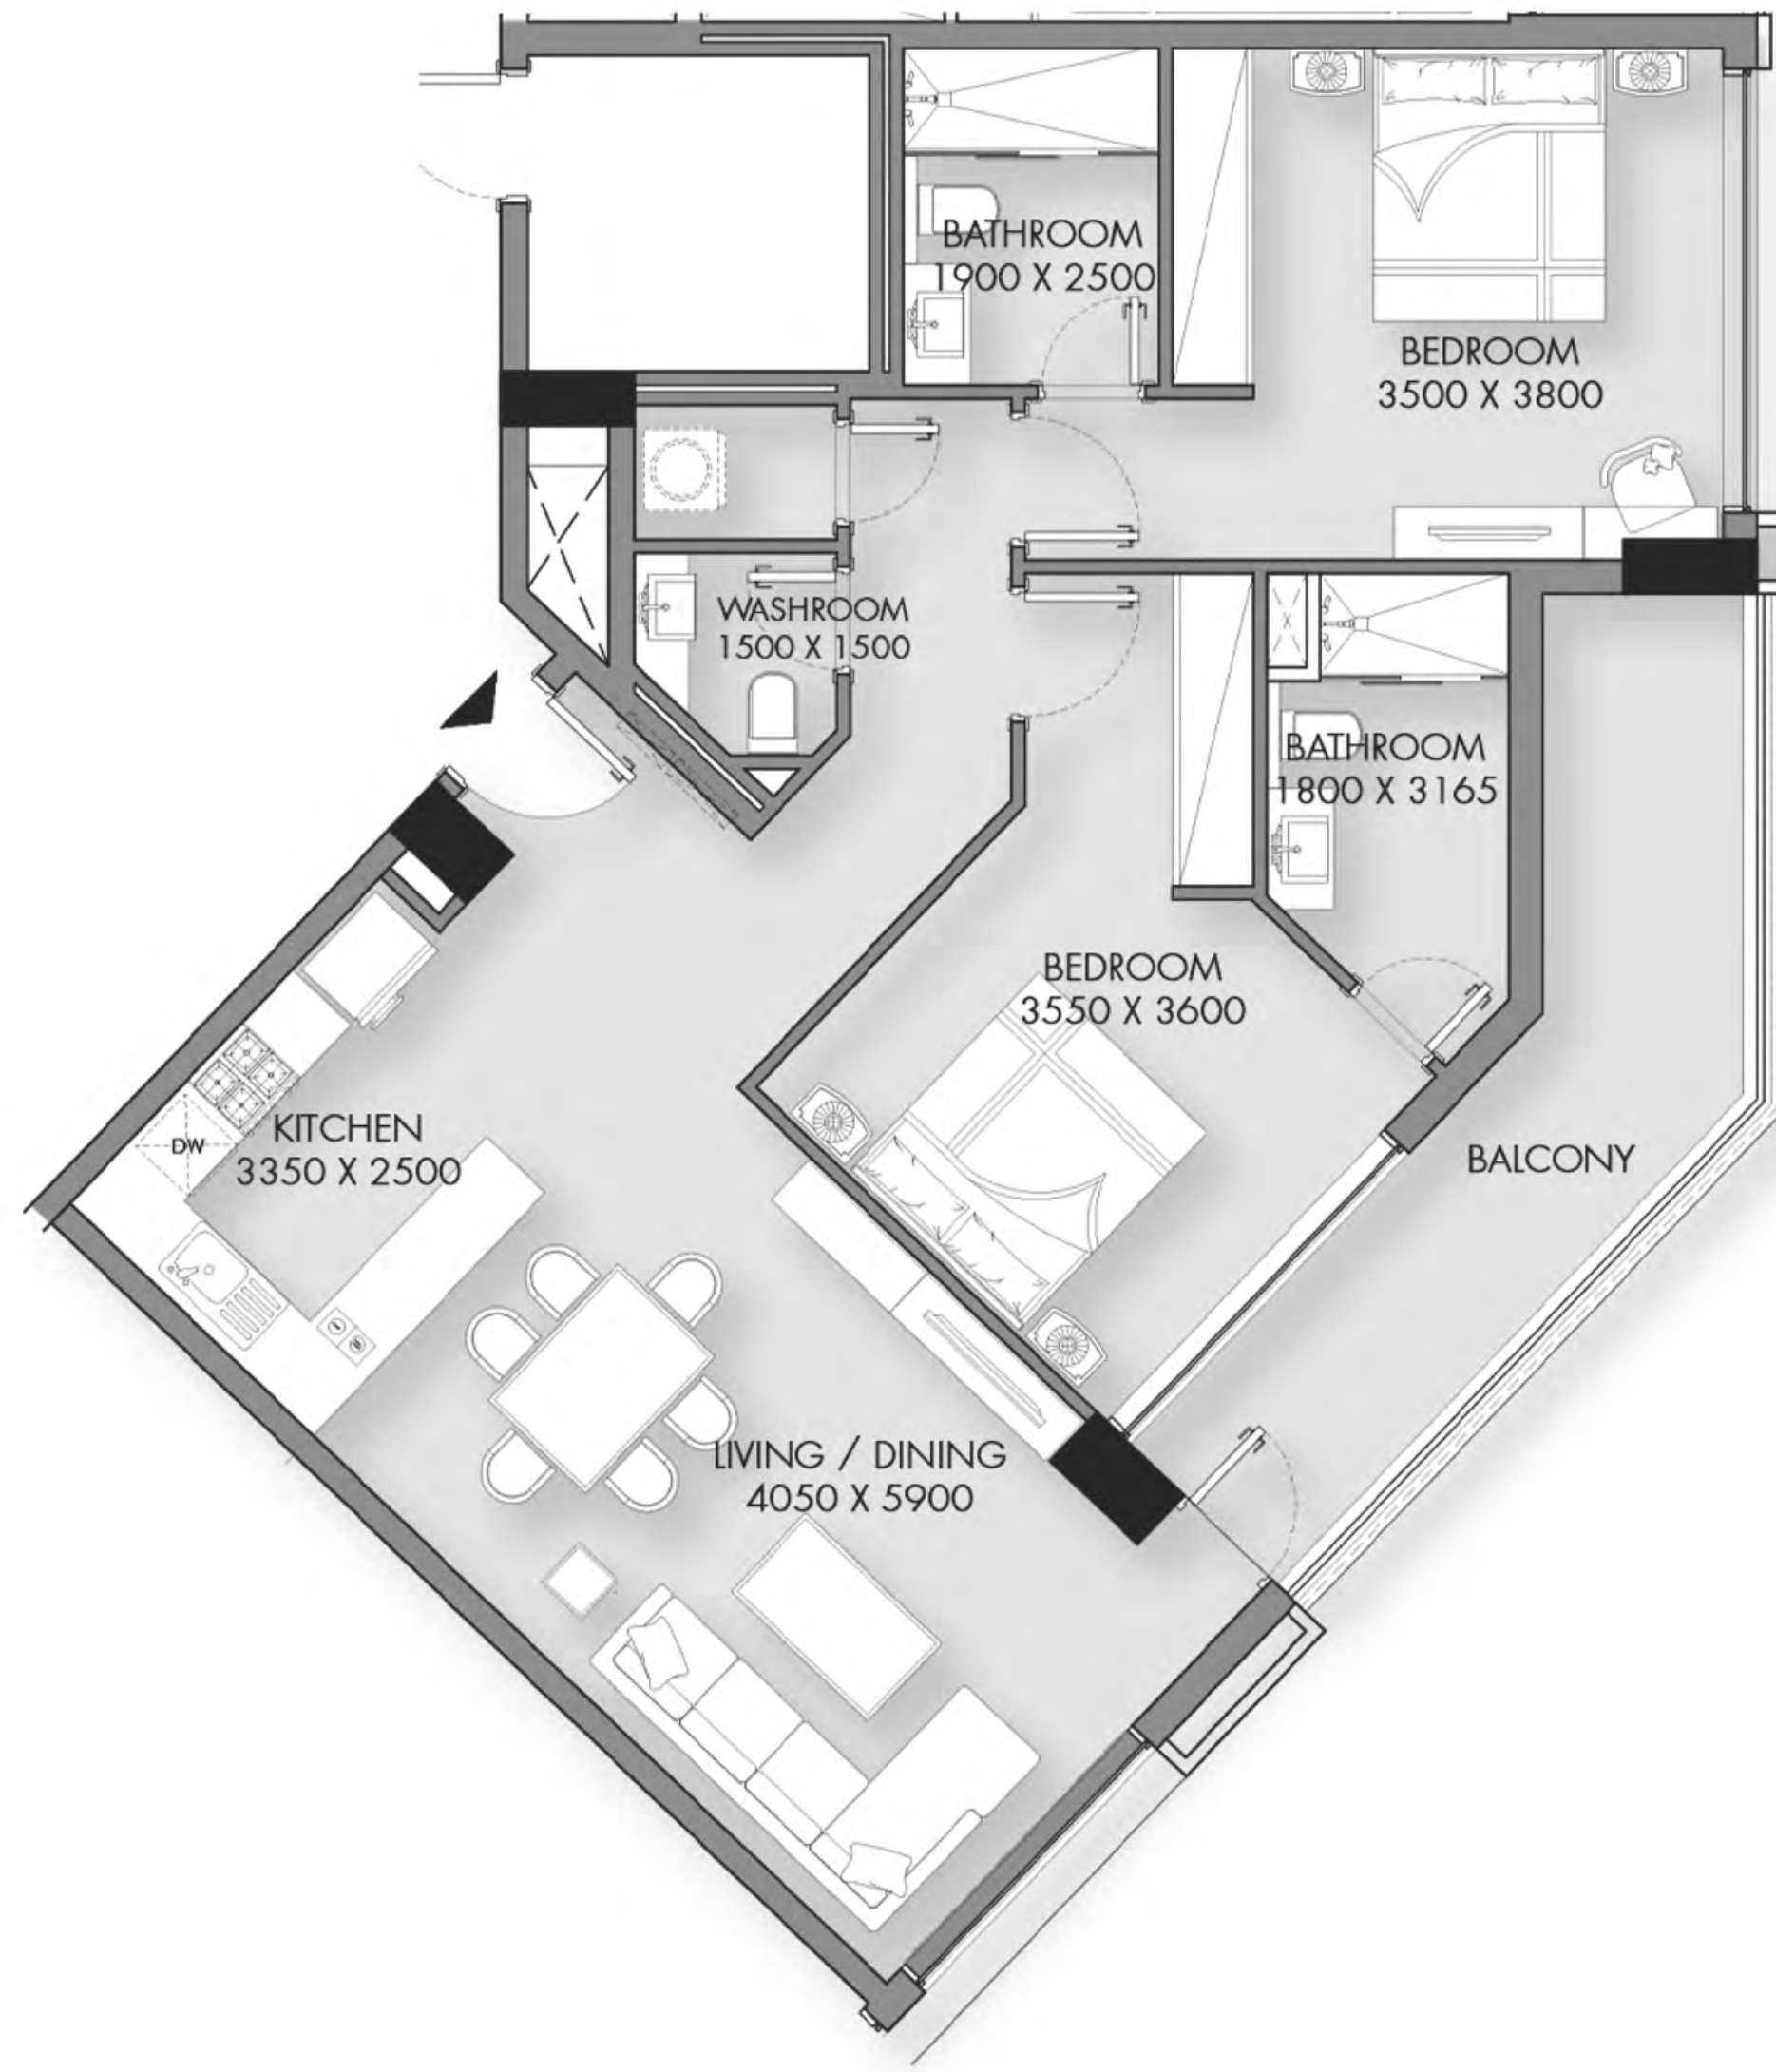 BATHROOM
1900 X 2500
BEDROOM
3500 X 3800
WASHROOM
1500 X 1500
BATHROOM
1800 X 3165
BEDROOM
3550 X 3600
KITCHEN
3350 X 2500
DW
BALCONY
LIVING / DINING
4050 X 5900